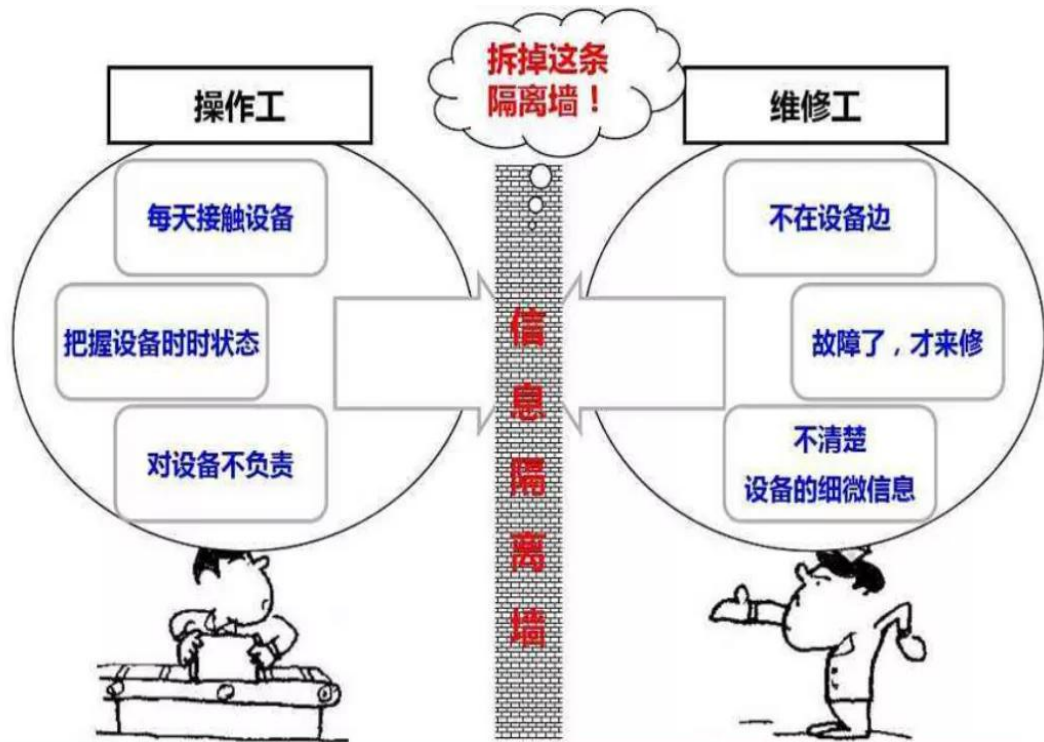 拆掉这条
隔离墙！
操作工
每天接触设备
把握设备时时状态
对设备不负责
信息隔离墙
维修工
不在设备边
故障了，才来修
不清楚
设备的细微信息